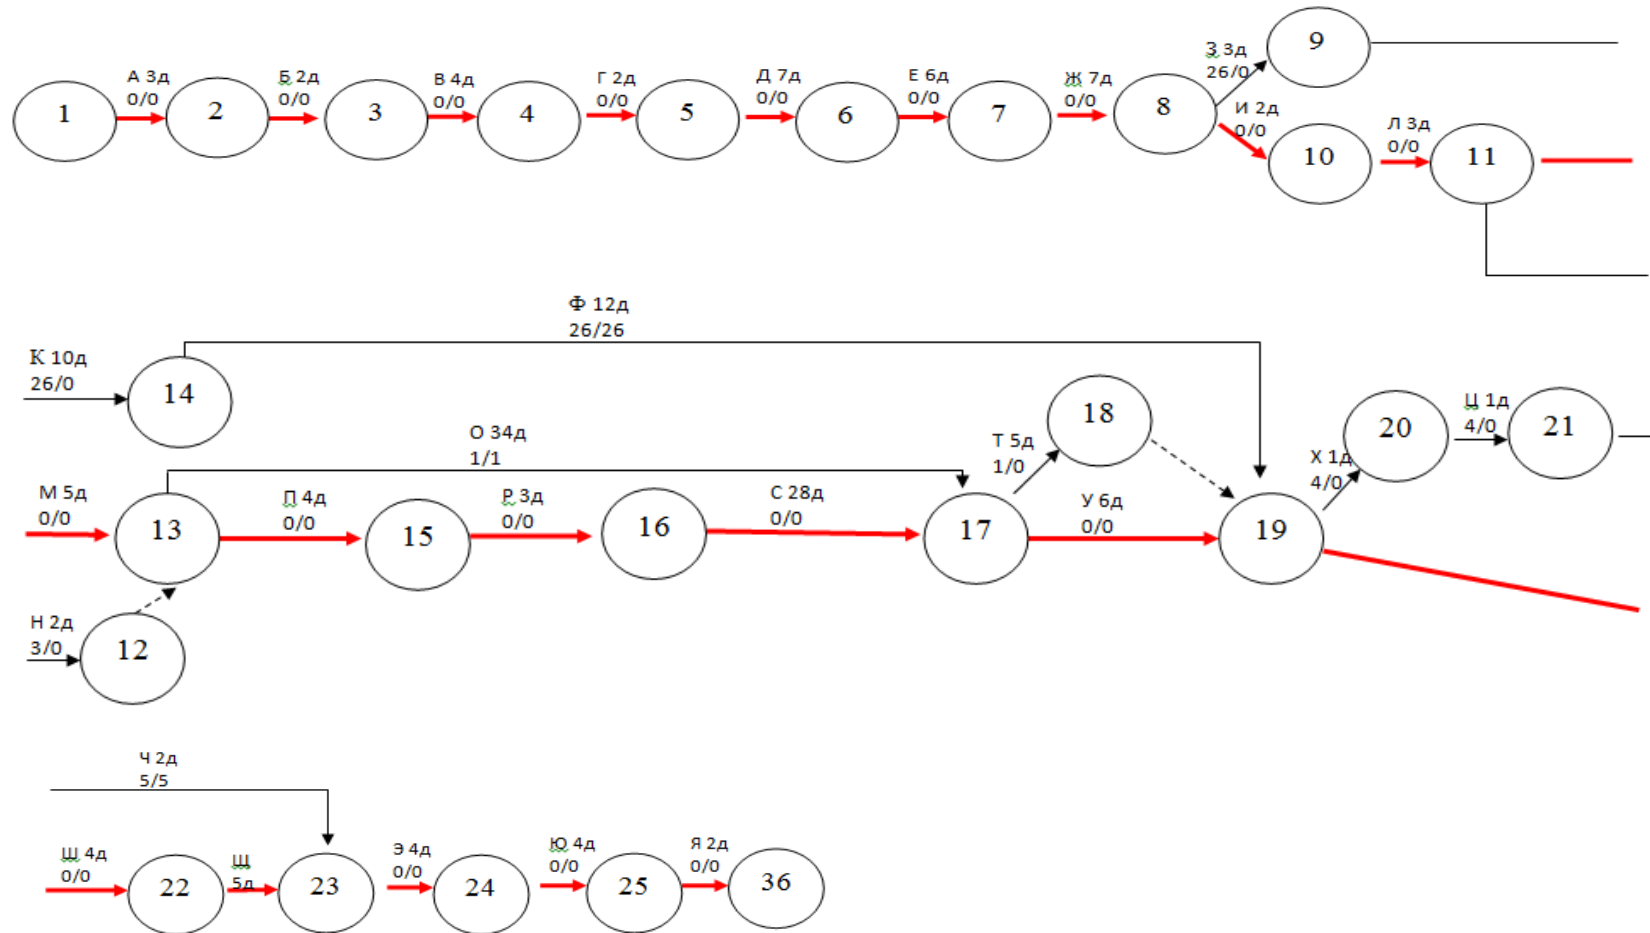 А 3д
0/0
Б 2д
0/0
В 4д
0/0
Г 2д
0/0
Д 7д
0/0
Е 6д
0/0
Ж 7д
0/0
З 3д
26/0
И 2д
0/0
Л 3д
0/0
1
2
3
4
5
6
7
8
9
10
11
Ф 12д
26/26
К 10д
26/0
14
О 34д
1/1
М 5д
0/0
13
П 4д
0/0
15
Р 3д
0/0
16
С 28д
0/0
17
Т 5д
1/0
18
У 6д
0/0
19
Х 1д
4/0
20
Ц 1д
4/0
21
Н 2д
3/0
12
Ч 2д
5/5
Ш 4д
0/0
22
Щ
5д
23
Э 4д
0/0
24
Ю 4д
0/0
25
Я 2д
0/0
36